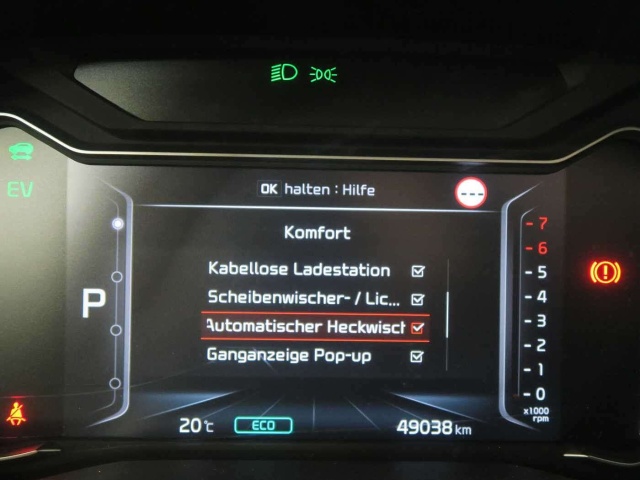 EV
OK halten : Hilfe
---
Komfort
Kabellose Ladestation
Scheibenwischer- / Lic...
Automatischer Heckwisch
Ganganzeige Pop-up
P
7
6
5
4
3
2
1
0
x1000
rpm
20°C
ECO
49038 km